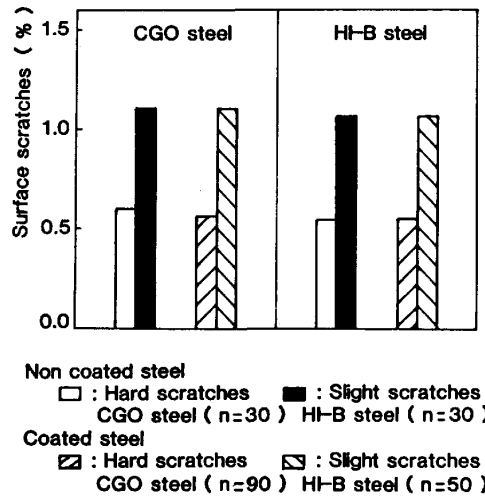 Surface scratches ( % )
1.5
1.0
0.5
0.0
CGO steel
HI-B steel
Non coated steel
: Hard scratches : Slight scratches
CGO steel ( n=30 ) HI-B steel ( n=30 )
Coated steel
: Hard scratches : Slight scratches
CGO steel ( n=90 ) HI-B steel ( n=50 )